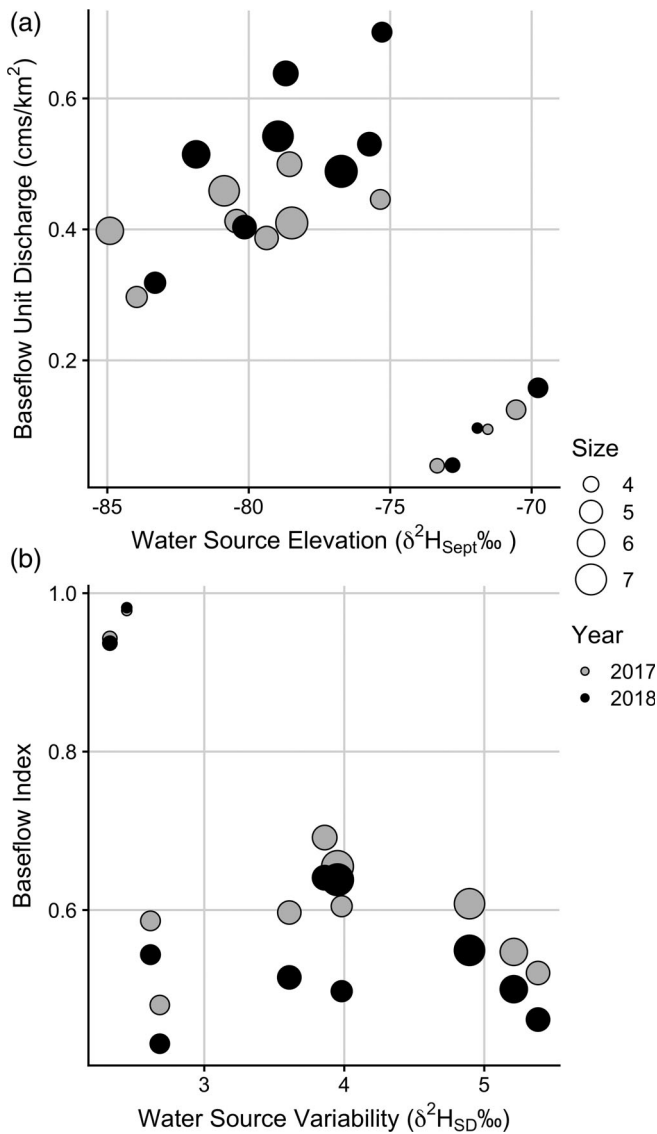 (a)
Baseflow Unit Discharge (cms/km²)
0.6
0.4
0.2
-85 -80 -75 -70
Water Source Elevation (δ²H_Sept‰ )
Size
4
5
6
7
Year
2017
2018
(b)
Baseflow Index
1.0
0.8
0.6
3 4 5
Water Source Variability (δ²H_SD‰)